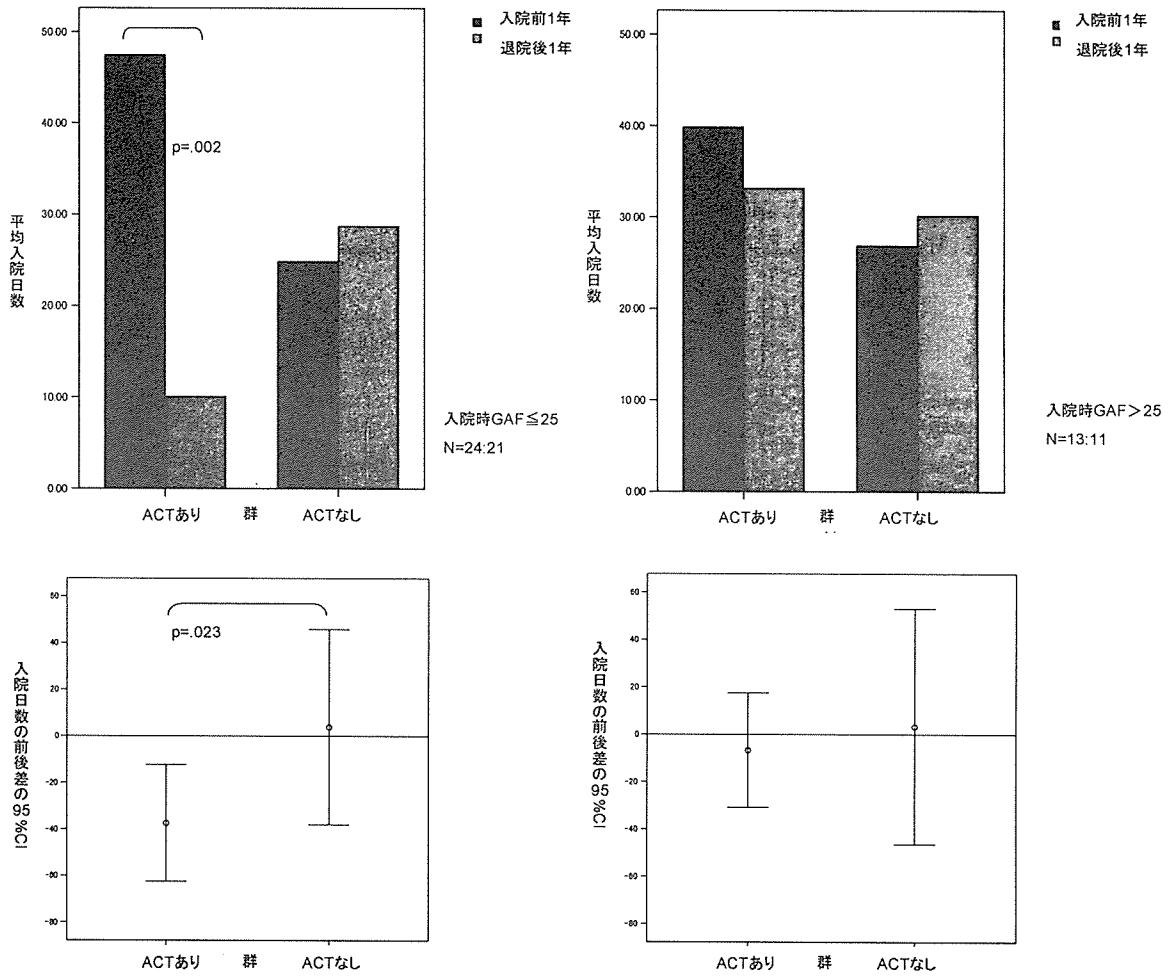 入院前1年
退院後1年
50.00
40.00
30.00
20.00
10.00
0.00
平均入院日数
p=.002
入院時GAF≦25
N=24:21
ACTあり 群 ACTなし
入院前1年
退院後1年
50.00
40.00
30.00
20.00
10.00
0.00
平均入院日数
入院時GAF＞25
N=13:11
ACTあり 群 ACTなし
60
40
20
0
-20
-40
-60
-80
入院日数の前後差の95%CI
p=.023
ACTあり 群 ACTなし
60
40
20
0
-20
-40
-60
-80
入院日数の前後差の95%CI
ACTあり 群 ACTなし